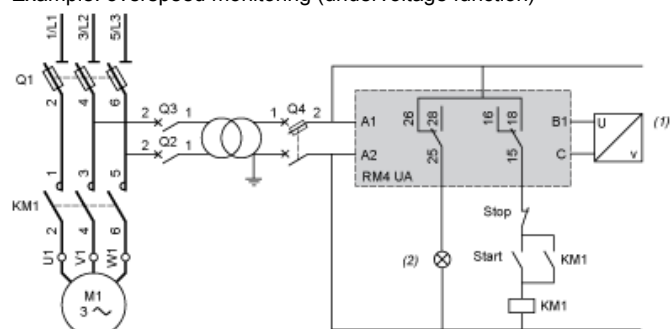 Example: overspeed monitoring (undervoltage function)
1/L1
3/L2
5/L3
Q1
2
4
6
2
Q3
1
2
Q2
1
1
Q4
2
A1
A2
RM4 UA
26
28
25
16
18
15
B1
C
U
v
(1)
1
3
5
KM1
2
4
6
U1
V1
W1
M1
3
(2)
Stop
Start
KM1
KM1